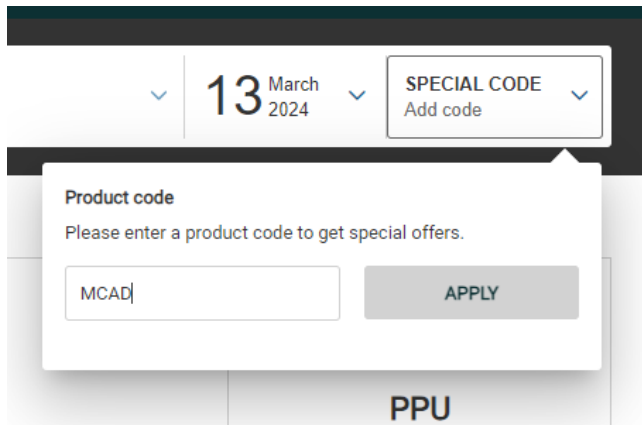 13 March
2024
SPECIAL CODE
Add code
Product code
Please enter a product code to get special offers.
MCAD
APPLY
PPU